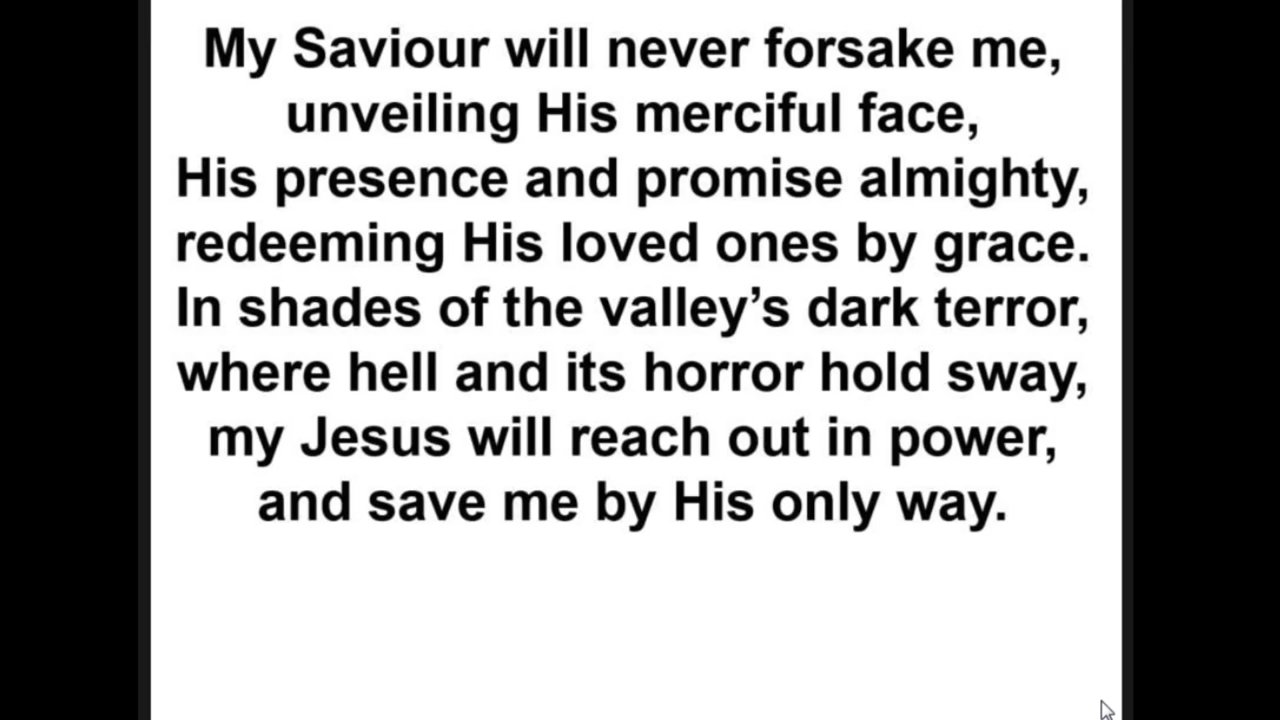 My Saviour will never forsake me,
unveiling His merciful face,
His presence and promise almighty,
redeeming His loved ones by grace.
In shades of the valley’s dark terror,
where hell and its horror hold sway,
my Jesus will reach out in power,
and save me by His only way.